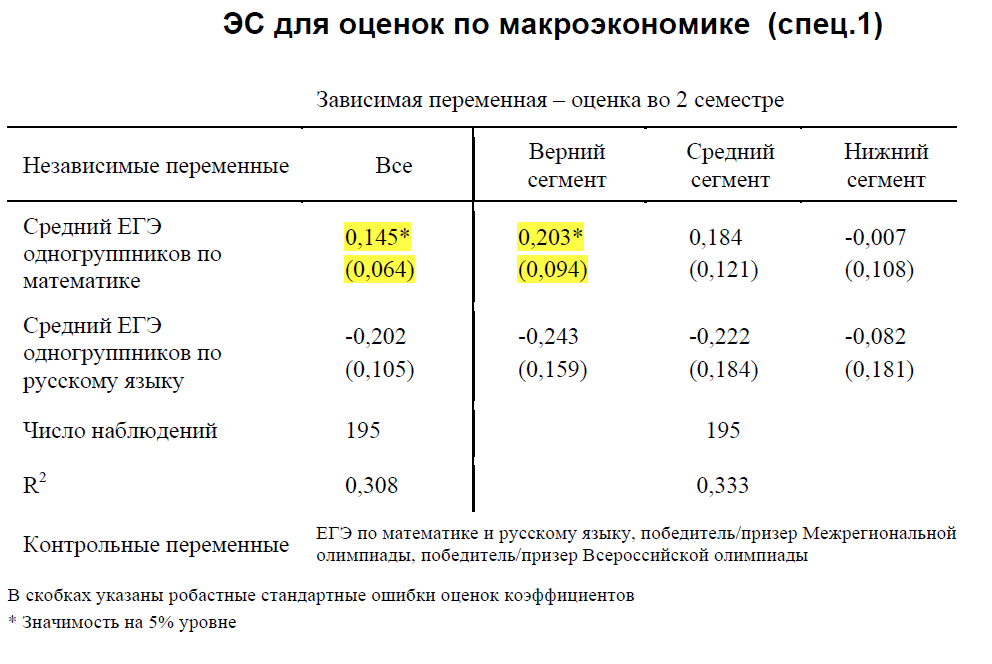 ЭС для оценок по макроэкономике (спец.1)
Зависимая переменная – оценка во 2 семестре
Независимые переменные Все Верний сегмент Средний сегмент Нижний сегмент
Средний ЕГЭ
одногруппников по
математике
0,145* 0,203* 0,184 -0,007
(0,064) (0,094) (0,121) (0,108)
Средний ЕГЭ
одногруппников по
русскому языку
-0,202 -0,243 -0,222 -0,082
(0,105) (0,159) (0,184) (0,181)
Число наблюдений 195 195
R2 0,308 0,333
Контрольные переменные
ЕГЭ по математике и русскому языку, победитель/призер Межрегиональной
олимпиады, победитель/призер Всероссийской олимпиады
В скобках указаны робастные стандартные ошибки оценок коэффициентов
* Значимость на 5% уровне